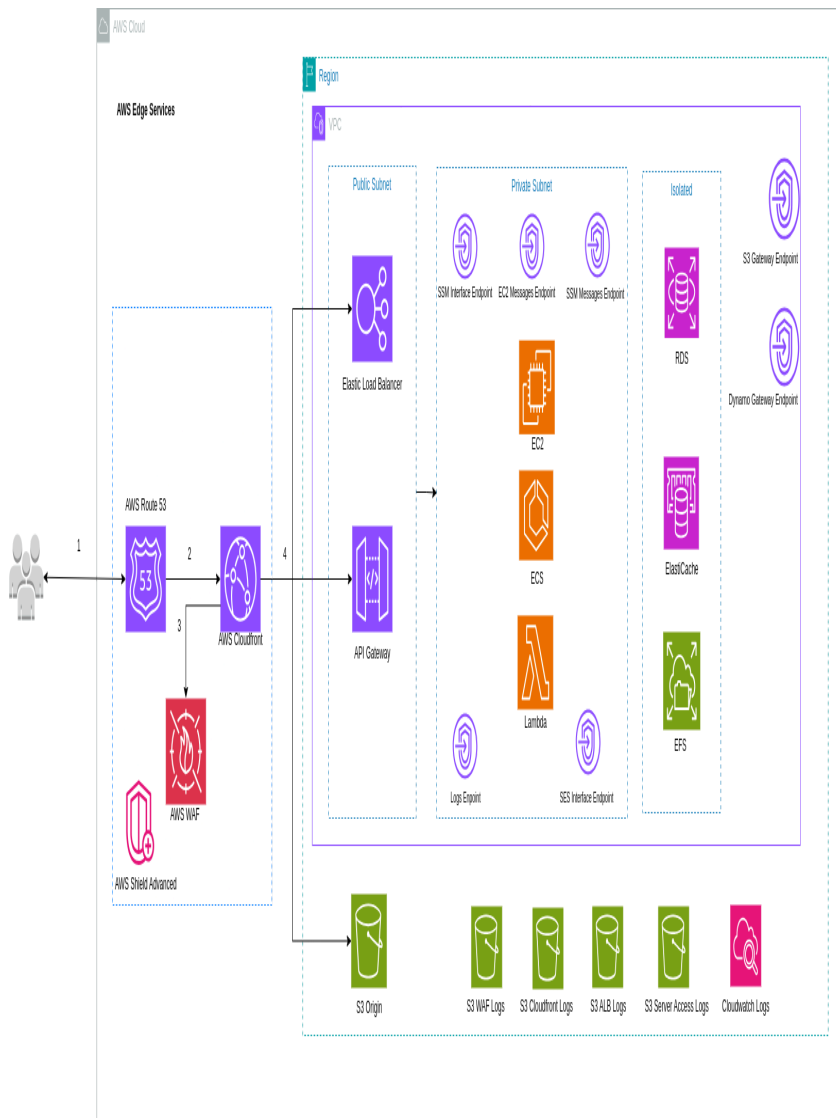 AWS Cloud
Region
AWS Edge Services
VPC
Public Subnet
Private Subnet
Isolated
S3 Gateway Endpoint
SSM Interface Endpoint
EC2 Messages Endpoint
SSM Messages Endpoint
RDS
Elastic Load Balancer
Dynamo Gateway Endpoint
EC2
AWS Route 53
1
53
2
AWS Cloudfront
4
</>
API Gateway
ECS
ElastiCache
3
Lambda
EFS
Logs Enpoint
SES Interface Endpoint
AWS WAF
AWS Shield Advanced
S3 Origin
S3 WAF Logs
S3 Cloudfront Logs
S3 ALB Logs
S3 Server Access Logs
Cloudwatch Logs